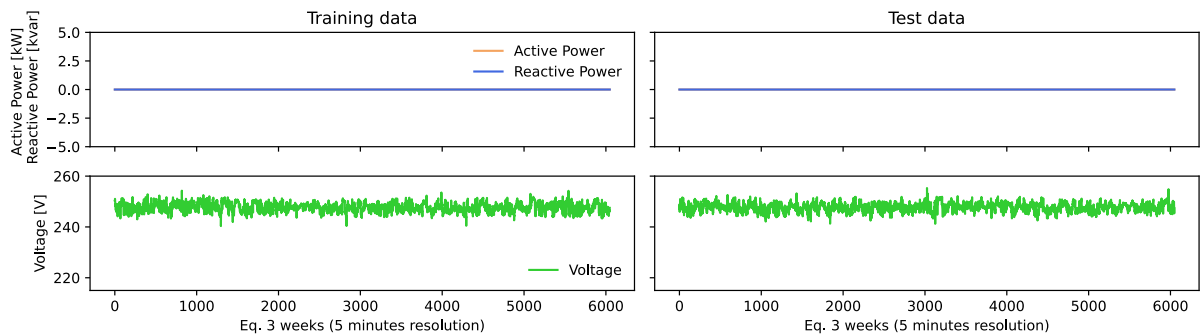 Training data
Test data
Active Power [kW]
Reactive Power [kvar]
5.0
2.5
0.0
−2.5
−5.0
Active Power
Reactive Power
Voltage [V]
260
240
220
Voltage
0 1000 2000 3000 4000 5000 6000
0 1000 2000 3000 4000 5000 6000
Eq. 3 weeks (5 minutes resolution)
Eq. 3 weeks (5 minutes resolution)